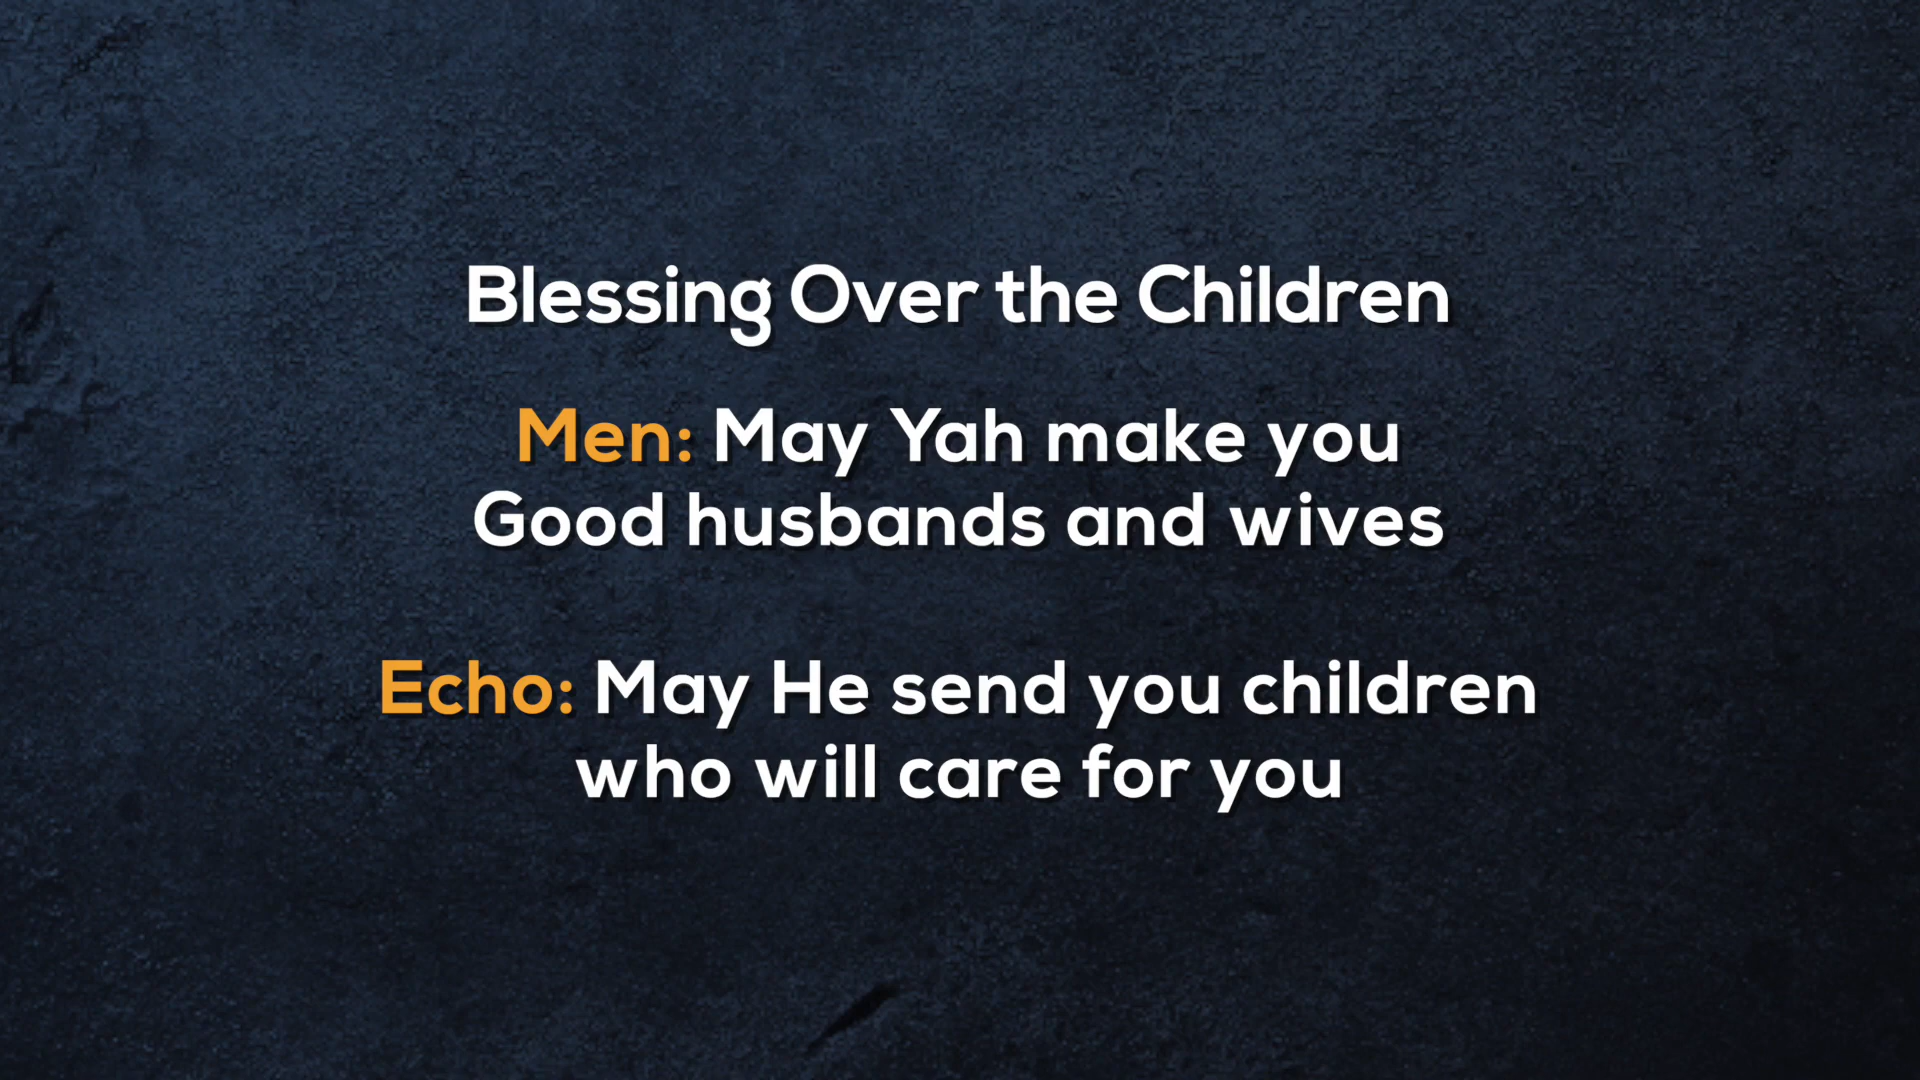 Blessing Over the Children
Men: May Yah make you
Good husbands and wives
Echo: May He send you children
who will care for you